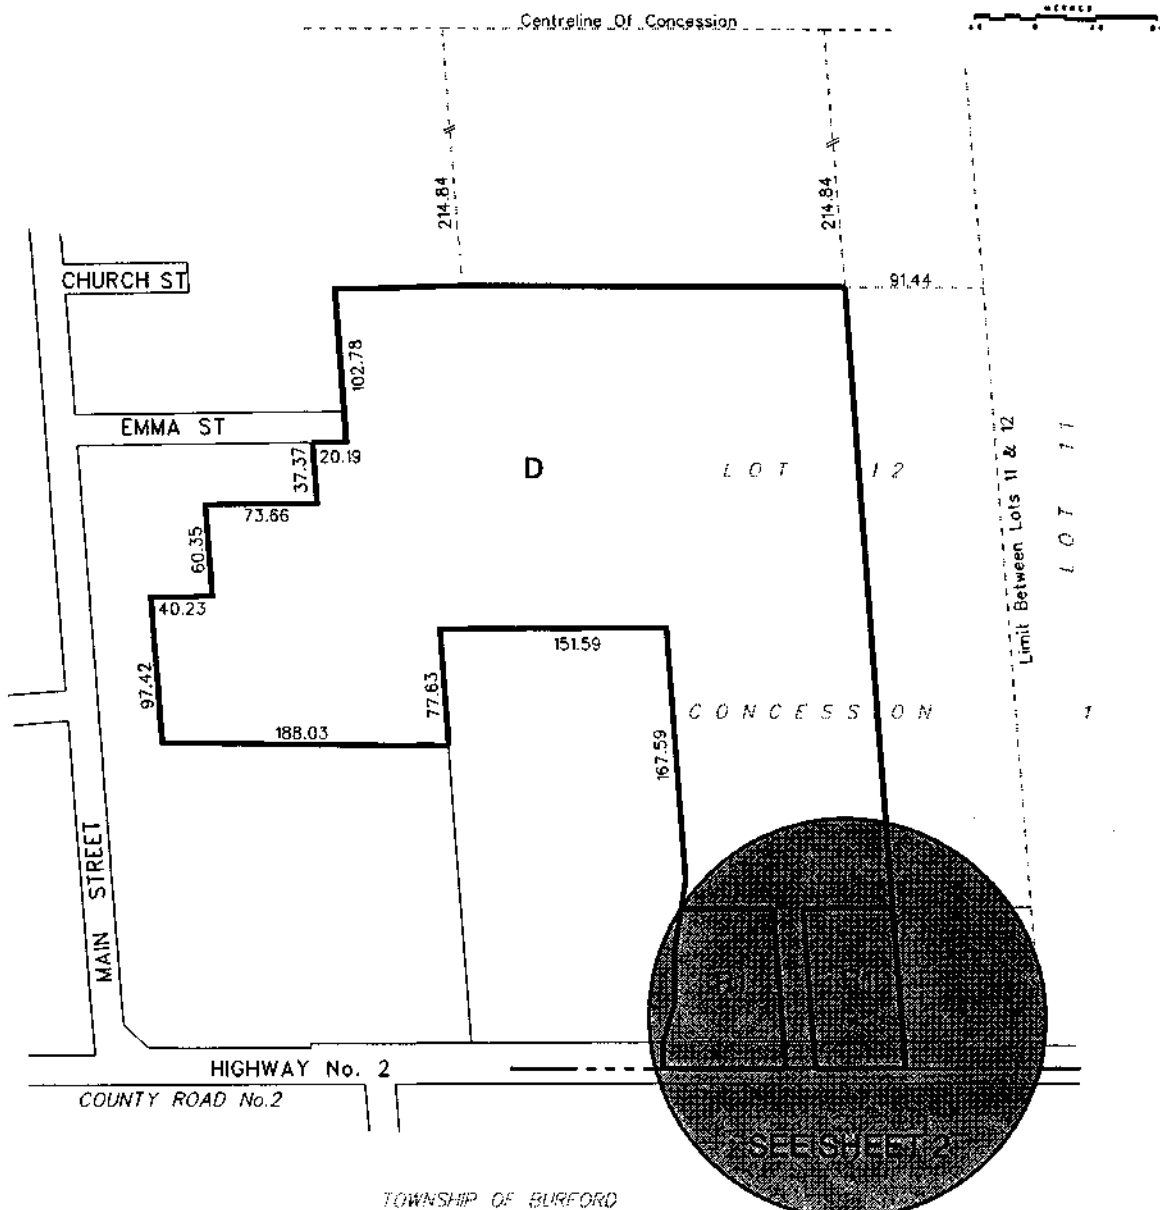 Centreline Of Concession
METRES
214.84
214.84
CHURCH ST
91.44
102.78
EMMA ST
20.19
37.37
D
LOT 12
LOT 11
Limit Between Lots 11 & 12
73.66
60.35
40.23
151.59
97.42
77.63
CONCESSION 1
188.03
167.59
MAIN STREET
HIGHWAY No. 2
COUNTY ROAD No.2
SEE SHEET 2
TOWNSHIP OF BURFORD